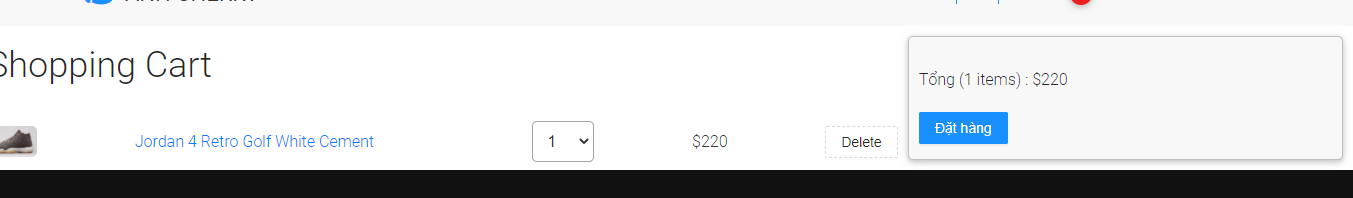 Shopping Cart
Tổng (1 items) : $220
Jordan 4 Retro Golf White Cement
1
$220
Delete
Đặt hàng